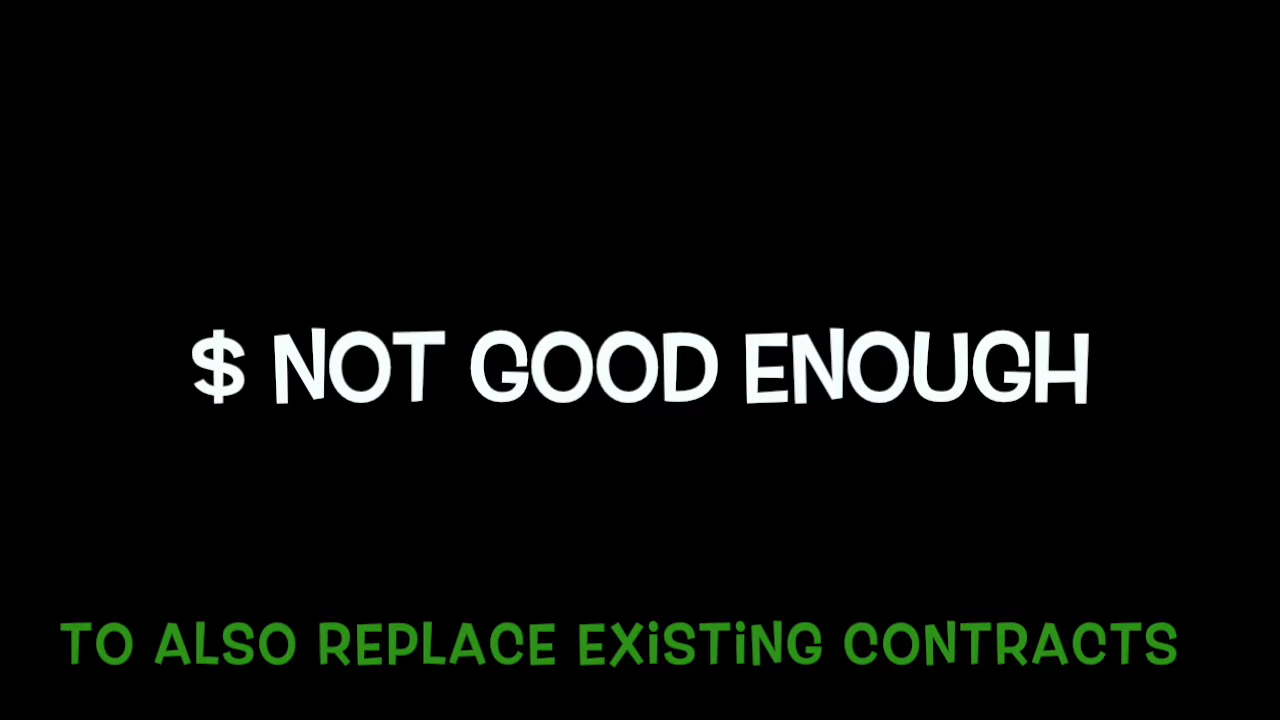 $ NOT GOOD ENOUGH
TO ALSO REPLACE EXiSTiNG CONTRACTS